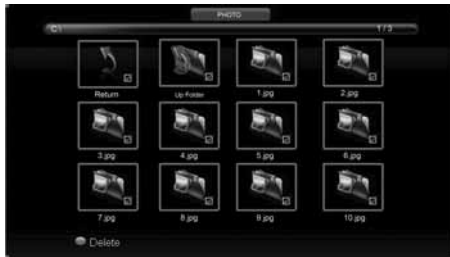 PHOTO
C:\ 1 / 3
Return Up Folder 1.jpg 2.jpg
3.jpg 4.jpg 5.jpg 6.jpg
7.jpg 8.jpg 9.jpg 10.jpg
Delete